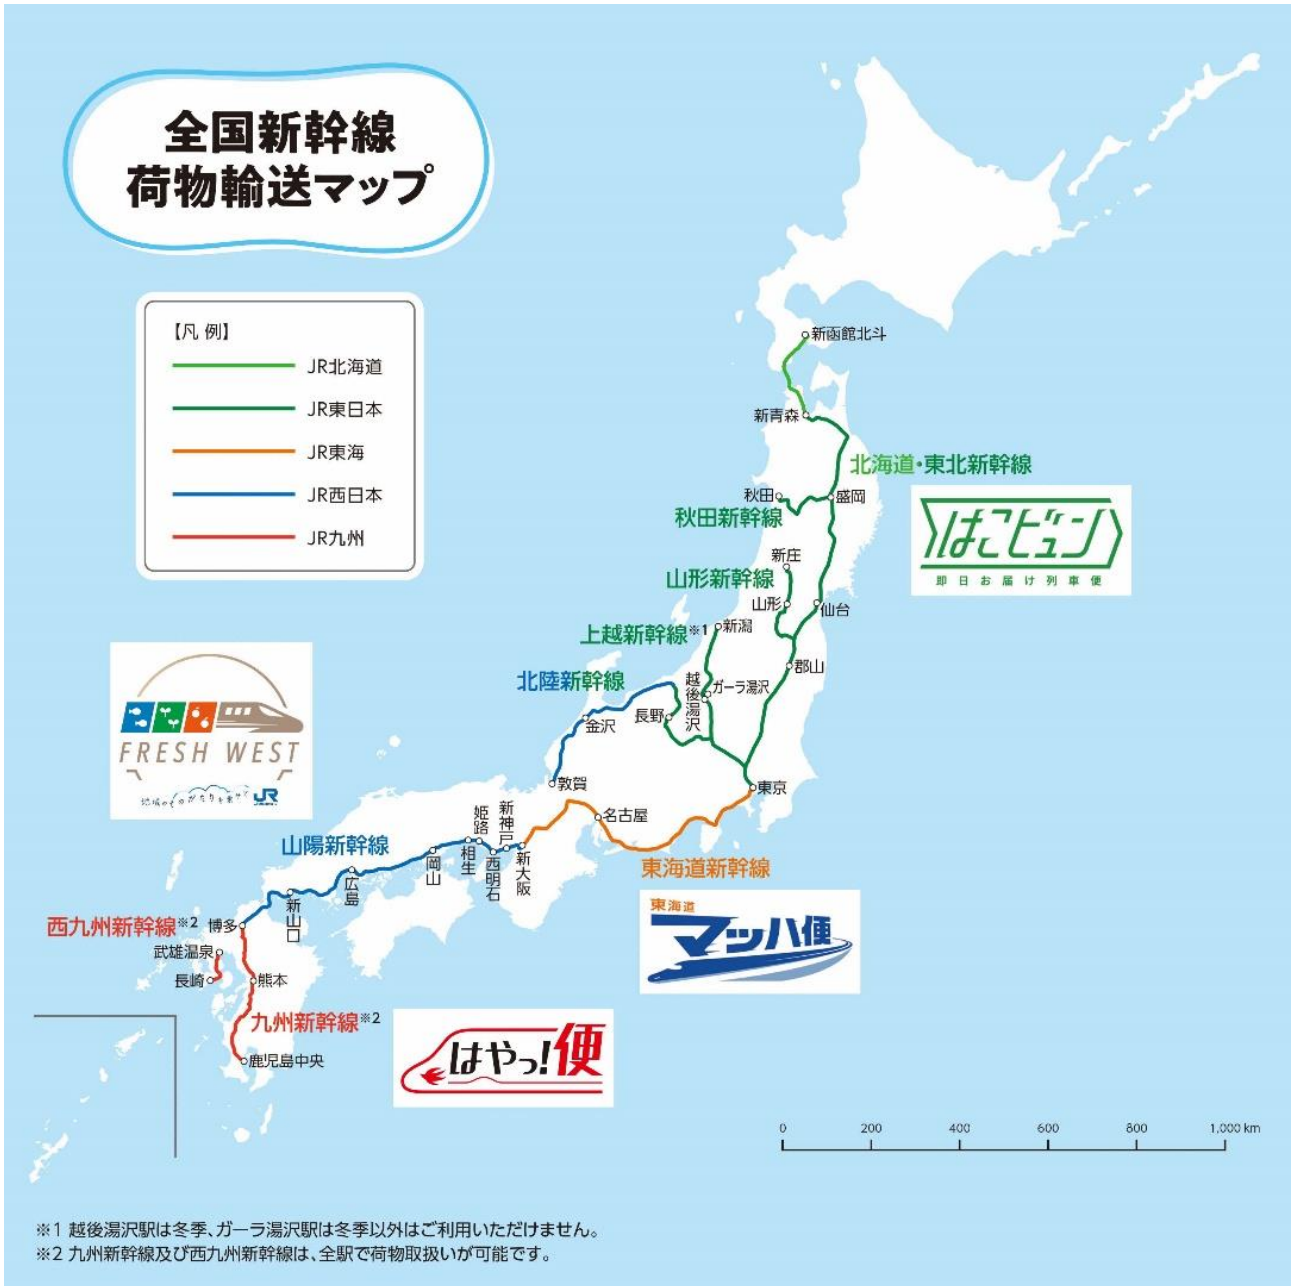 全国新幹線
荷物輸送マップ
【凡 例】
JR北海道
JR東日本
JR東海
JR西日本
JR九州
新函館北斗
新青森
北海道・東北新幹線
秋田
盛岡
秋田新幹線
はこビュン
即日お届け列車便
新庄
山形新幹線
山形
仙台
上越新幹線※1
新潟
郡山
北陸新幹線
越後湯沢
ガーラ湯沢
長野
金沢
敦賀
東京
名古屋
FRESH WEST
地域のものがたりを乗せて
JR
山陽新幹線
姫路
新神戸
岡山
相生
西明石
新大阪
広島
新山口
東海道新幹線
東海道
マッハ便
西九州新幹線※2
博多
武雄温泉
長崎
熊本
九州新幹線※2
鹿児島中央
はやっ!便
0 200 400 600 800 1,000 km
※1 越後湯沢駅は冬季、ガーラ湯沢駅は冬季以外はご利用いただけません。
※2 九州新幹線及び西九州新幹線は、全駅で荷物取扱いが可能です。